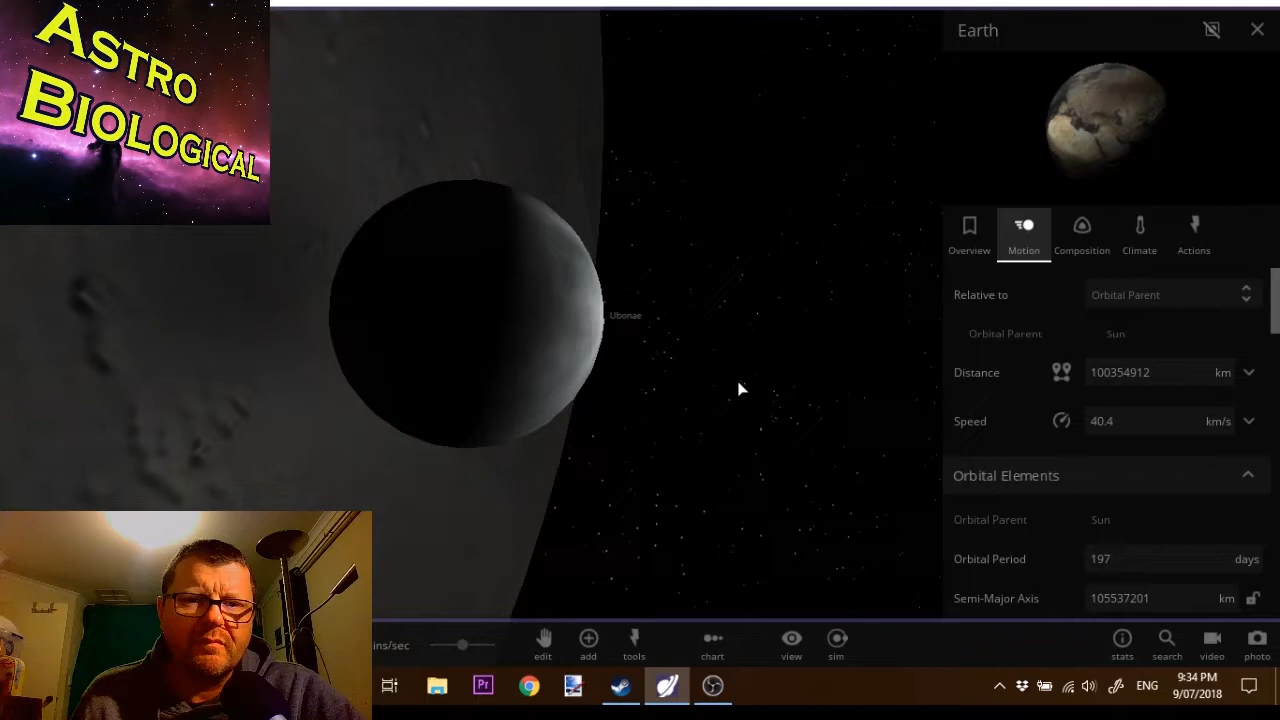 Astro
Biological
Earth
Overview
Motion
Composition
Climate
Actions
Relative to
Orbital Parent
Orbital Parent
Sun
Distance
100354912
km
Speed
40.4
km/s
Orbital Elements
Orbital Parent
Sun
Orbital Period
197
days
Semi-Major Axis
105537201
km
Ubonae
ins/sec
edit
add
tools
chart
view
sim
stats
search
video
photo
Pr
ENG
9:34 PM
9/07/2018